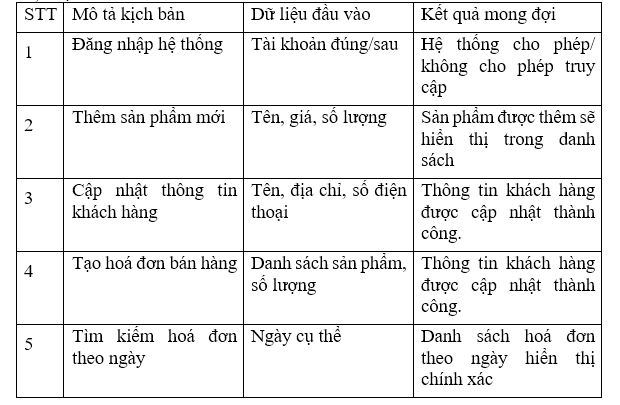 STT Mô tả kịch bản Dữ liệu đầu vào Kết quả mong đợi
1 Đăng nhập hệ thống Tài khoản đúng/sau Hệ thống cho phép/
không cho phép truy
cập
2 Thêm sản phẩm mới Tên, giá, số lượng Sản phẩm được thêm sẽ
hiển thị trong danh
sách
3 Cập nhật thông tin Tên, địa chỉ, số điện Thông tin khách hàng
khách hàng thoại được cập nhật thành
công.
4 Tạo hoá đơn bán hàng Danh sách sản phẩm, Thông tin khách hàng
số lượng được cập nhật thành
công.
5 Tìm kiếm hoá đơn Ngày cụ thể Danh sách hoá đơn
theo ngày theo ngày hiển thị
chính xác